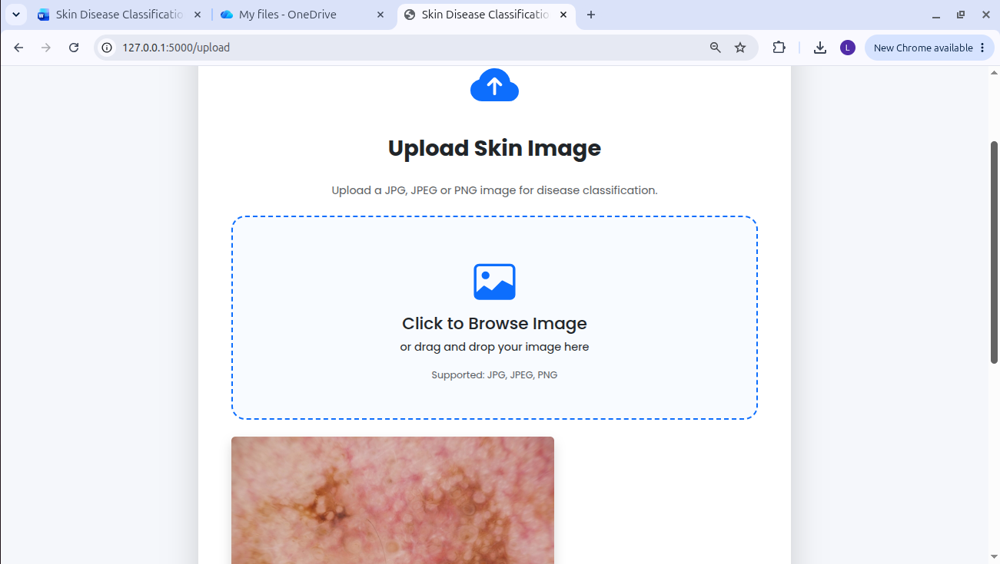 Skin Disease Classificatio
My files - OneDrive
Skin Disease Classificatio
127.0.0.1:5000/upload
L
New Chrome available
Upload Skin Image
Upload a JPG, JPEG or PNG image for disease classification.
Click to Browse Image
or drag and drop your image here
Supported: JPG, JPEG, PNG